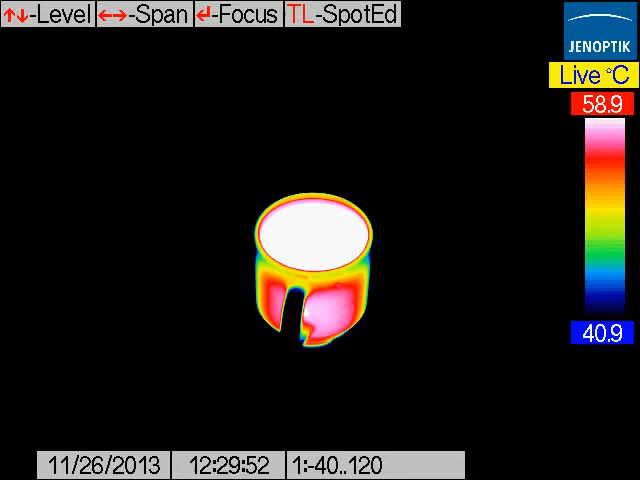 ↑↓-Level ←→-Span ↵-Focus TL-SpotEd
JENOPTIK
Live °C
58.9
40.9
11/26/2013 12:29:52 1:-40..120